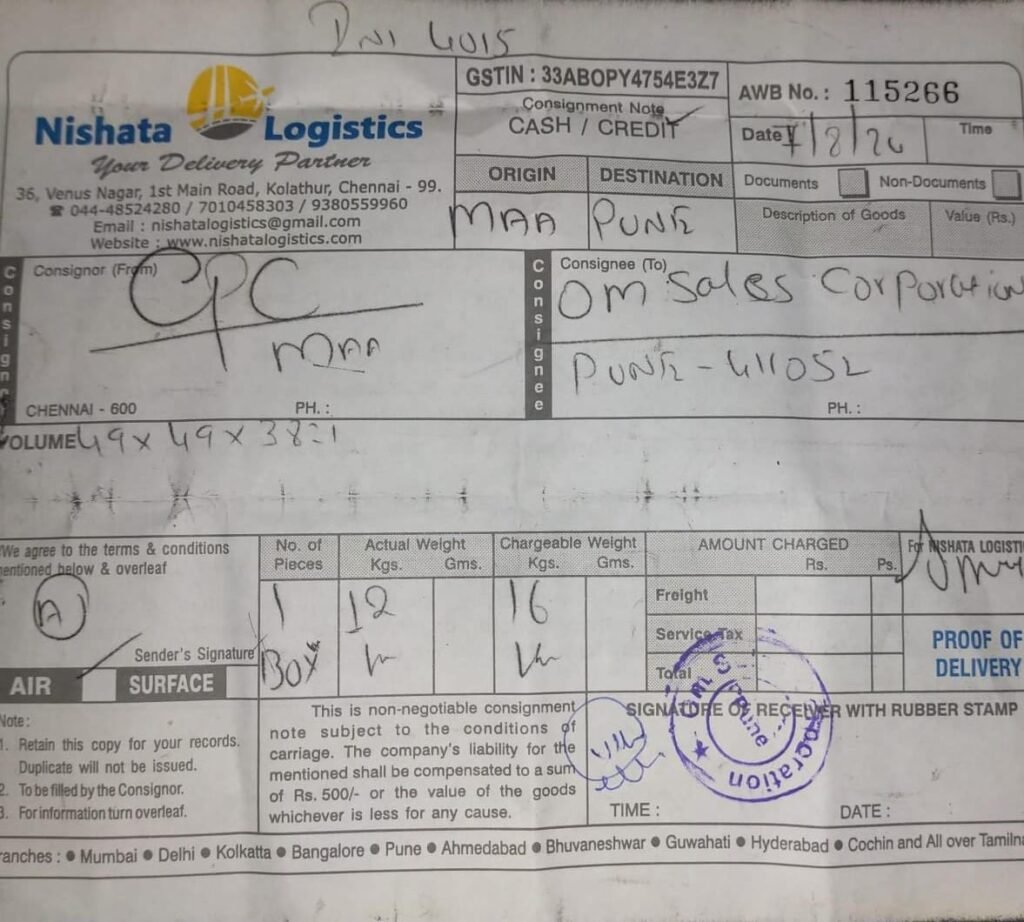 DNI 4015
Nishata Logistics
Your Delivery Partner
36, Venus Nagar, 1st Main Road, Kolathur, Chennai - 99.
☎ 044-48524280 / 7010458303 / 9380559960
Email : nishatalogistics@gmail.com
Website : www.nishatalogistics.com
GSTIN : 33ABOPY4754E3Z7
Consignment Note
CASH / CREDIT
AWB No. : 115266
Date 7/8/26
Time
ORIGIN DESTINATION
MAA PUNE
Documents Non-Documents
Description of Goods Value (Rs.)
Consignor (From)
CPC
MAA
CHENNAI - 600 PH. :
Consignee
Consignee (To)
OM Sales Corporation
PUNE - 411052
PH. :
VOLUME 49 x 49 x 38 = 1
We agree to the terms & conditions
mentioned below & overleaf
A
Sender's Signature
AIR SURFACE
No. of Pieces
1
BOX
Actual Weight
Kgs. Gms.
12
Chargeable Weight
Kgs. Gms.
16
AMOUNT CHARGED
Rs. Ps.
Freight
Service Tax
Total
For NISHATA LOGISTI
PROOF OF
DELIVERY
Note :
1. Retain this copy for your records.
Duplicate will not be issued.
2. To be filled by the Consignor.
3. For information turn overleaf.
This is non-negotiable consignment
note subject to the conditions of
carriage. The company's liability for the
mentioned shall be compensated to a sum
of Rs. 500/- or the value of the goods
whichever is less for any cause.
SIGNATURE OF RECEIVER WITH RUBBER STAMP
Pune
TIME : DATE :
ranches : ● Mumbai ● Delhi ● Kolkatta ● Bangalore ● Pune ● Ahmedabad ● Bhuvaneshwar ● Guwahati ● Hyderabad ● Cochin and All over Tamiln